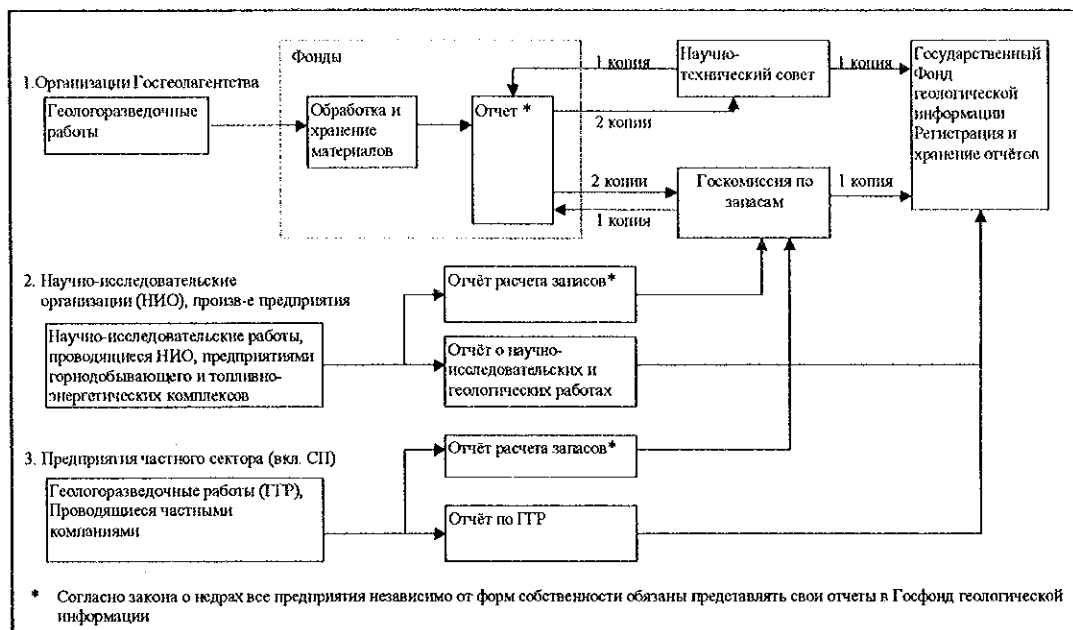 Фонды
1 копия
Научно-
технический совет
1 копия
Государственный
Фонд
геологической
информации
Регистрация и
хранение отчётов
1.Организации Госгеолагентства
Геологоразведочные
работы
Обработка и
хранение
материалов
Отчет *
2 копии
2 копии
1 копия
Госкомиссия по
запасам
1 копия
2. Научно-исследовательские
организации (НИО), произв-е предприятия
Научно-исследовательские работы,
проводящиеся НИО, предприятиями
горнодобывающего и топливно-
энергетических комплексов
Отчёт расчета запасов*
Отчёт о научно-
исследовательских и
геологических работах
3. Предприятия частного сектора (вкл. СП)
Геологоразведочные работы (ГГР),
Проводящиеся частными
компаниями
Отчёт расчета запасов*
Отчёт по ГГР
* Согласно закона о недрах все предприятия независимо от форм собственности обязаны представлять свои отчеты в Госфонд геологической
информации